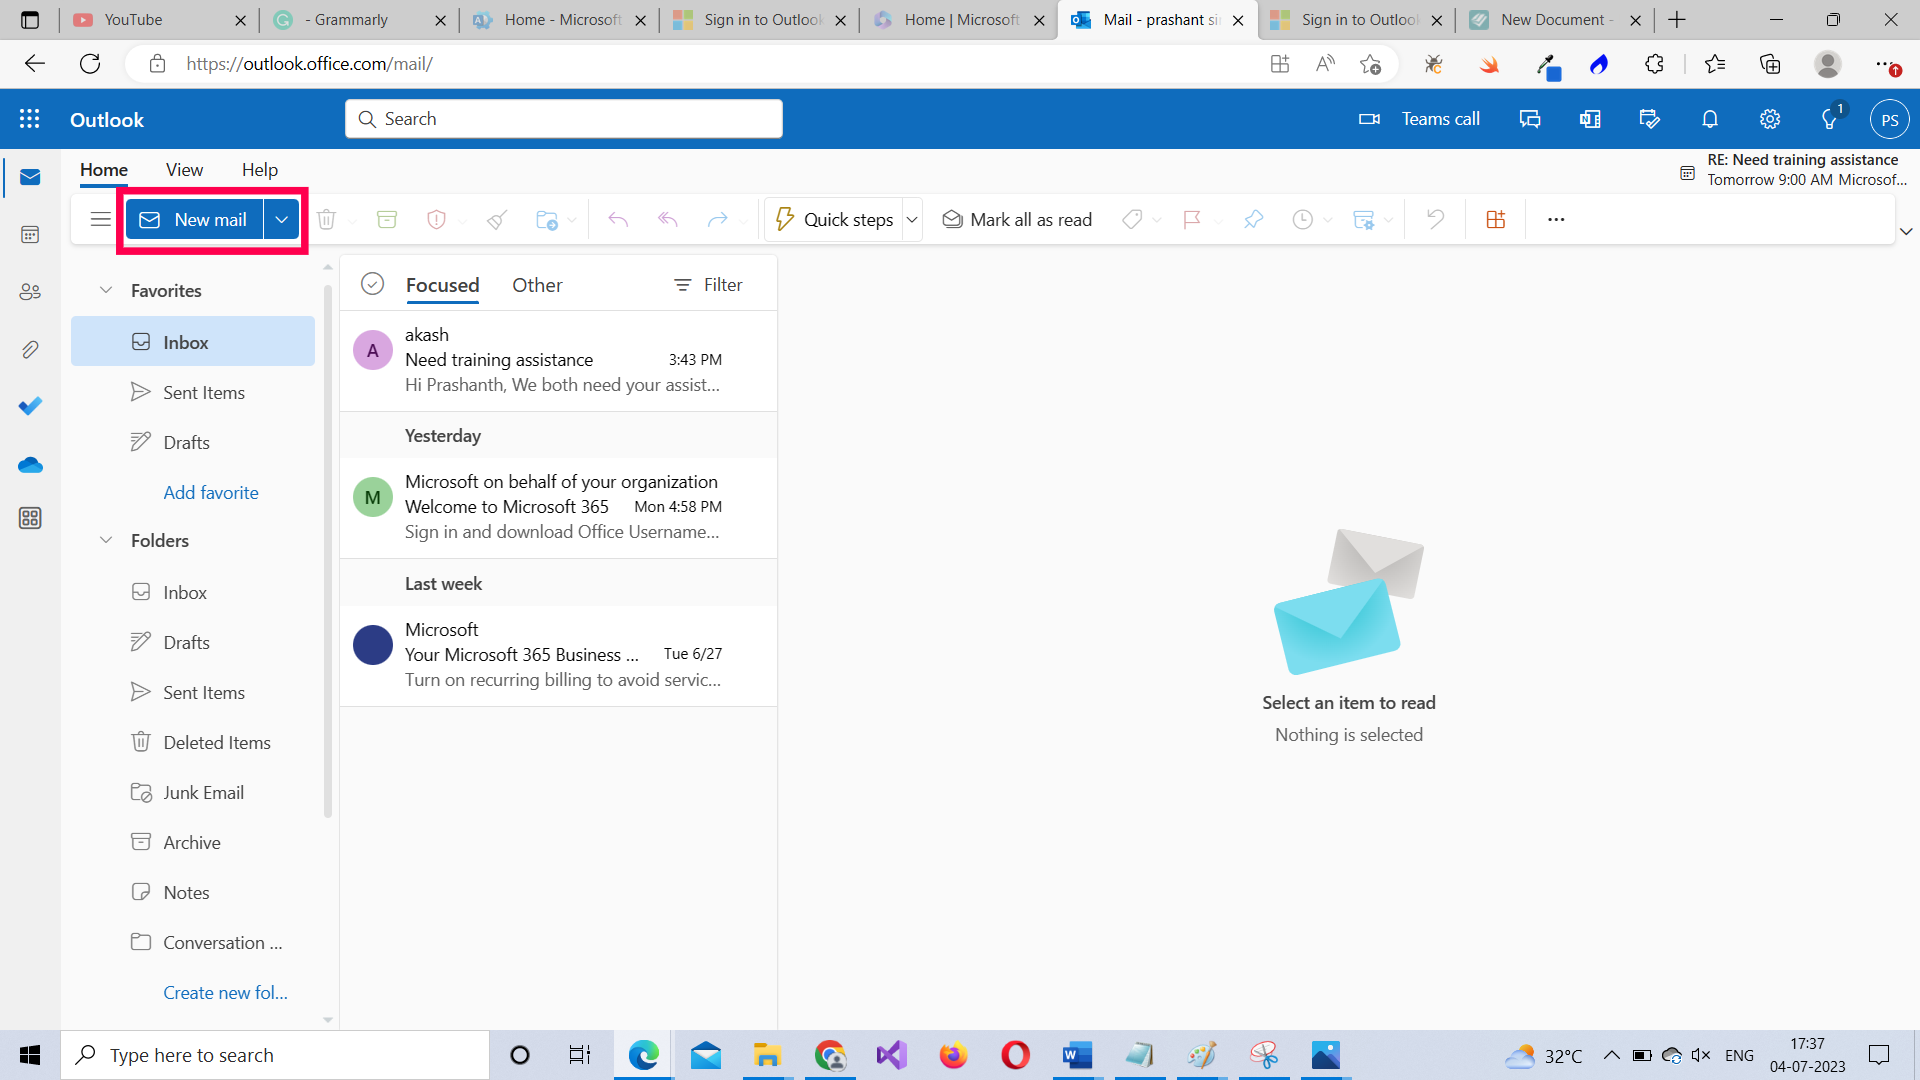 YouTube
- Grammarly
Home - Microsoft
Sign in to Outlook
Home | Microsoft
Mail - prashant si
Sign in to Outlook
New Document -
https://outlook.office.com/mail/
Outlook
Search
Teams call
1
PS
Home
View
Help
RE: Need training assistance
Tomorrow 9:00 AM Microsof...
New mail
Quick steps
Mark all as read
Favorites
Inbox
Sent Items
Drafts
Add favorite
Folders
Inbox
Drafts
Sent Items
Deleted Items
Junk Email
Archive
Notes
Conversation ...
Create new fol...
Focused
Other
Filter
A
akash
Need training assistance
3:43 PM
Hi Prashanth, We both need your assist...
Yesterday
M
Microsoft on behalf of your organization
Welcome to Microsoft 365
Mon 4:58 PM
Sign in and download Office Username...
Last week
Microsoft
Your Microsoft 365 Business ...
Tue 6/27
Turn on recurring billing to avoid servic...
Select an item to read
Nothing is selected
Type here to search
32°C
ENG
17:37
04-07-2023